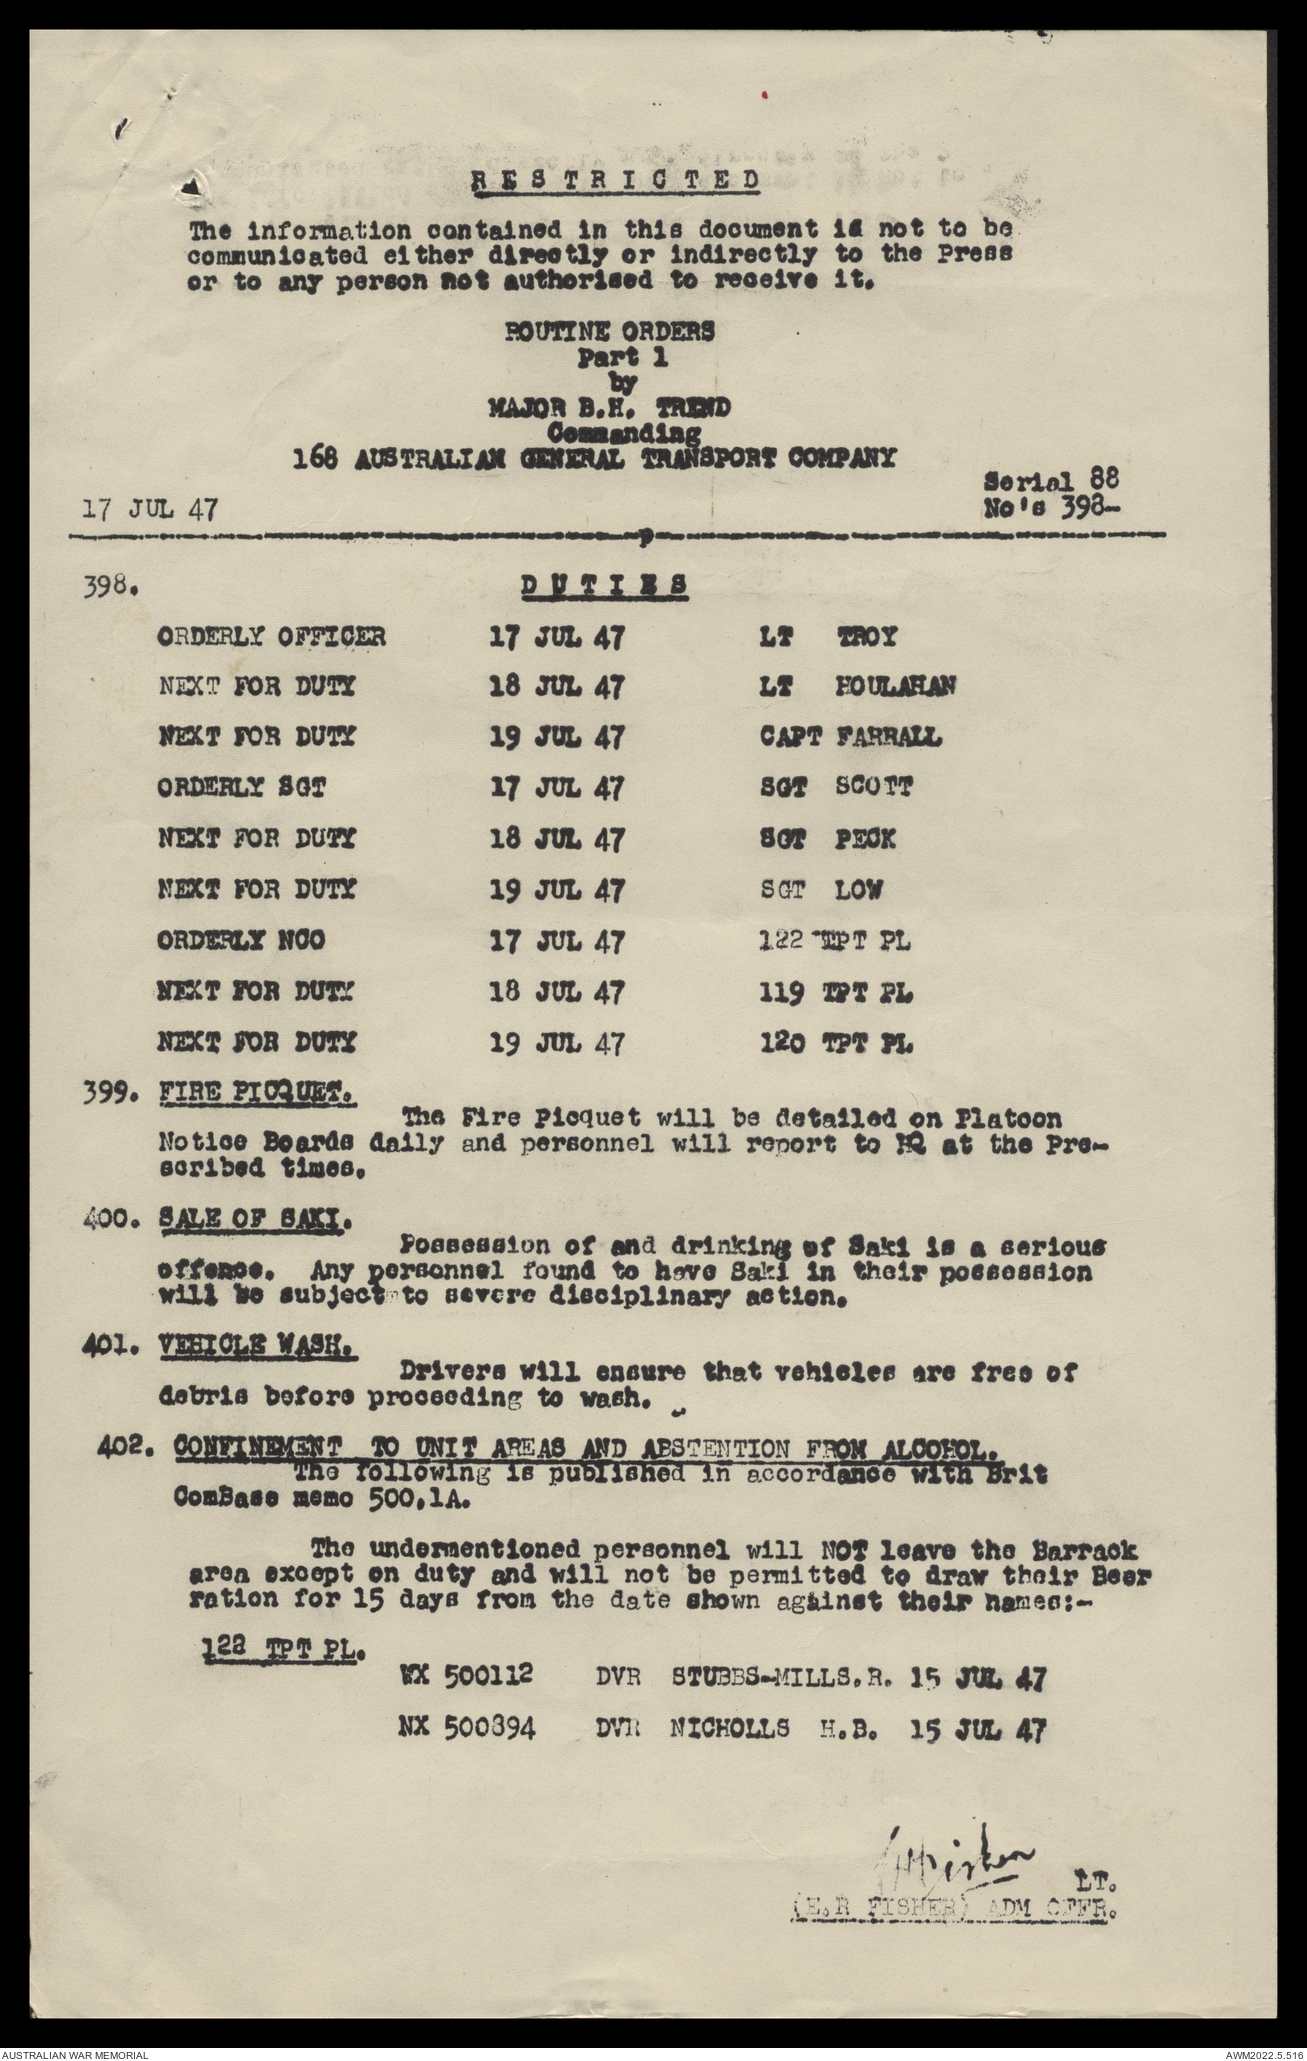 R E S T R I C T E D
The information contained in this document is not to be
communicated either directly or indirectly to the Press
or to any person not authorised to receive it.
ROUTINE ORDERS
Part 1
by
MAJOR B.H. TREND
Commanding
168 AUSTRALIAN GENERAL TRANSPORT COMPANY
Serial 88
17 JUL 47 No's 398-
398. D U T I E S
ORDERLY OFFICER 17 JUL 47 LT TROY
NEXT FOR DUTY 18 JUL 47 LT HOULAHAN
NEXT FOR DUTY 19 JUL 47 CAPT FARRALL
ORDERLY SGT 17 JUL 47 SGT SCOTT
NEXT FOR DUTY 18 JUL 47 SGT PECK
NEXT FOR DUTY 19 JUL 47 SGT LOW
ORDERLY NCO 17 JUL 47 122 TPT PL
NEXT FOR DUTY 18 JUL 47 119 TPT PL
NEXT FOR DUTY 19 JUL 47 120 TPT PL
399. FIRE PICQUET.
The Fire Picquet will be detailed on Platoon
Notice Boards daily and personnel will report to HQ at the Pre-
scribed times.
400. SALE OF SAKI.
Possession of and drinking of Saki is a serious
offence. Any personnel found to have Saki in their possession
will be subject to severe disciplinary action.
401. VEHICLE WASH.
Drivers will ensure that vehicles are free of
debris before proceeding to wash.
402. CONFINEMENT TO UNIT AREAS AND ABSTENTION FROM ALCOHOL.
The following is published in accordance with Brit
ComBase memo 500.1A.
The undermentioned personnel will NOT leave the Barrack
area except on duty and will not be permitted to draw their Beer
ration for 15 days from the date shown against their names:-
122 TPT PL.
WX 500112 DVR STUBBS-MILLS.R. 15 JUL 47
NX 500894 DVR NICHOLLS H.B. 15 JUL 47
LT.
(E.R FISHER) ADM OFFR.
AUSTRALIAN WAR MEMORIAL AWM2022.5.516